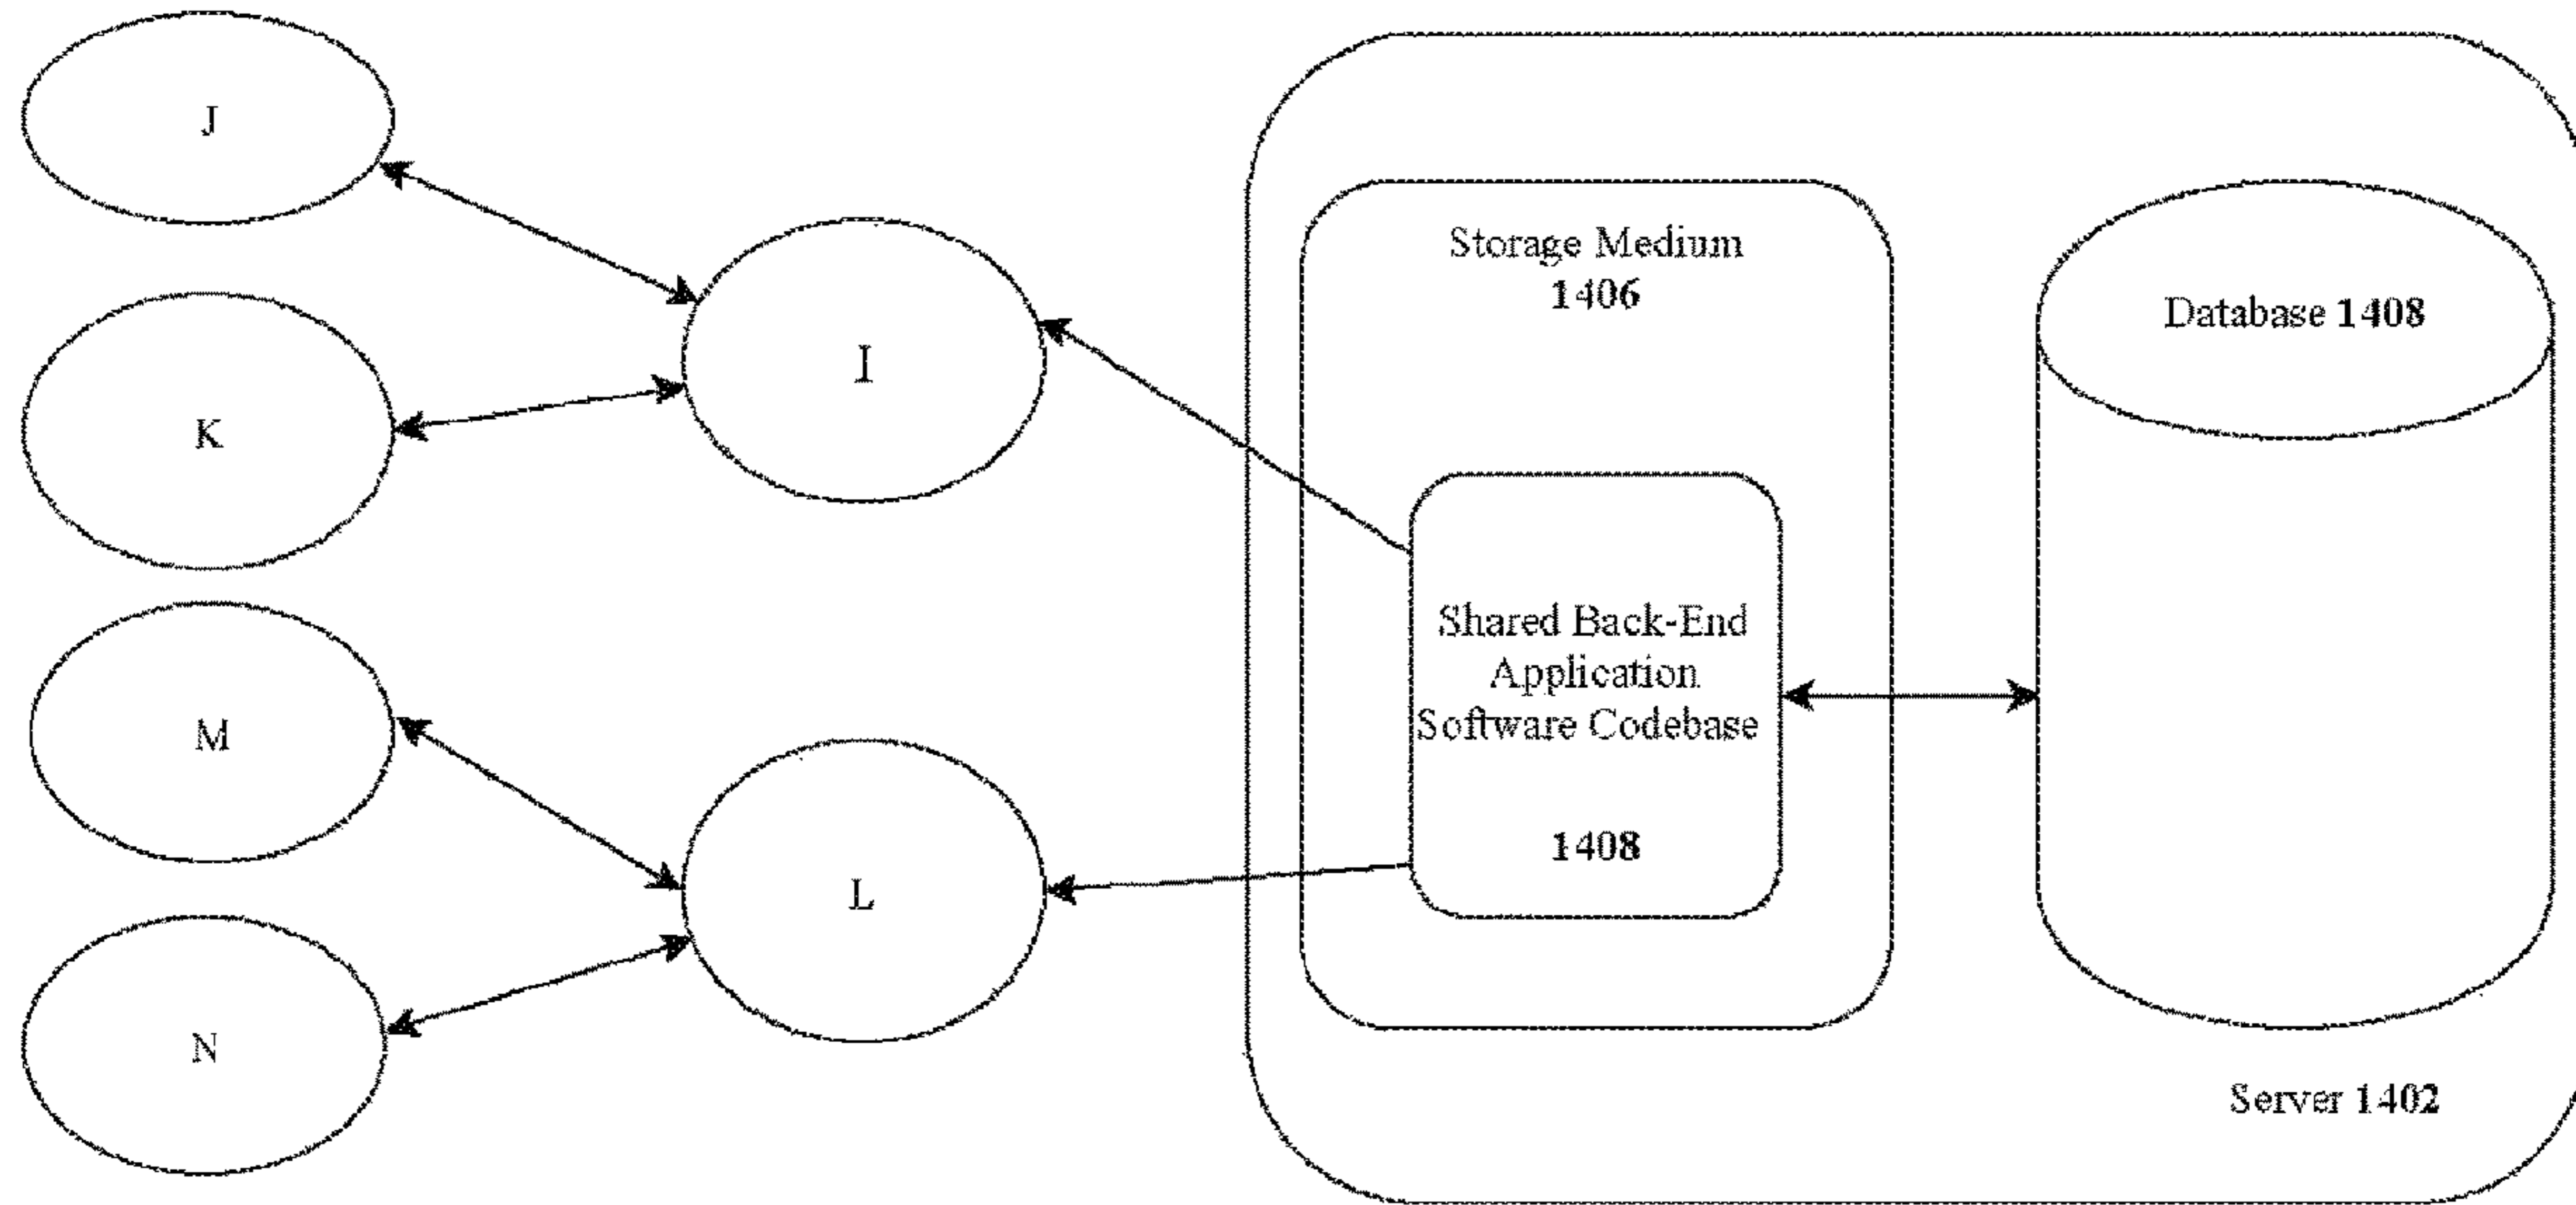 J
K
M
N
I
L
Storage Medium
1406
Shared Back-End
Application
Software Codebase
1408
Database 1408
Server 1402